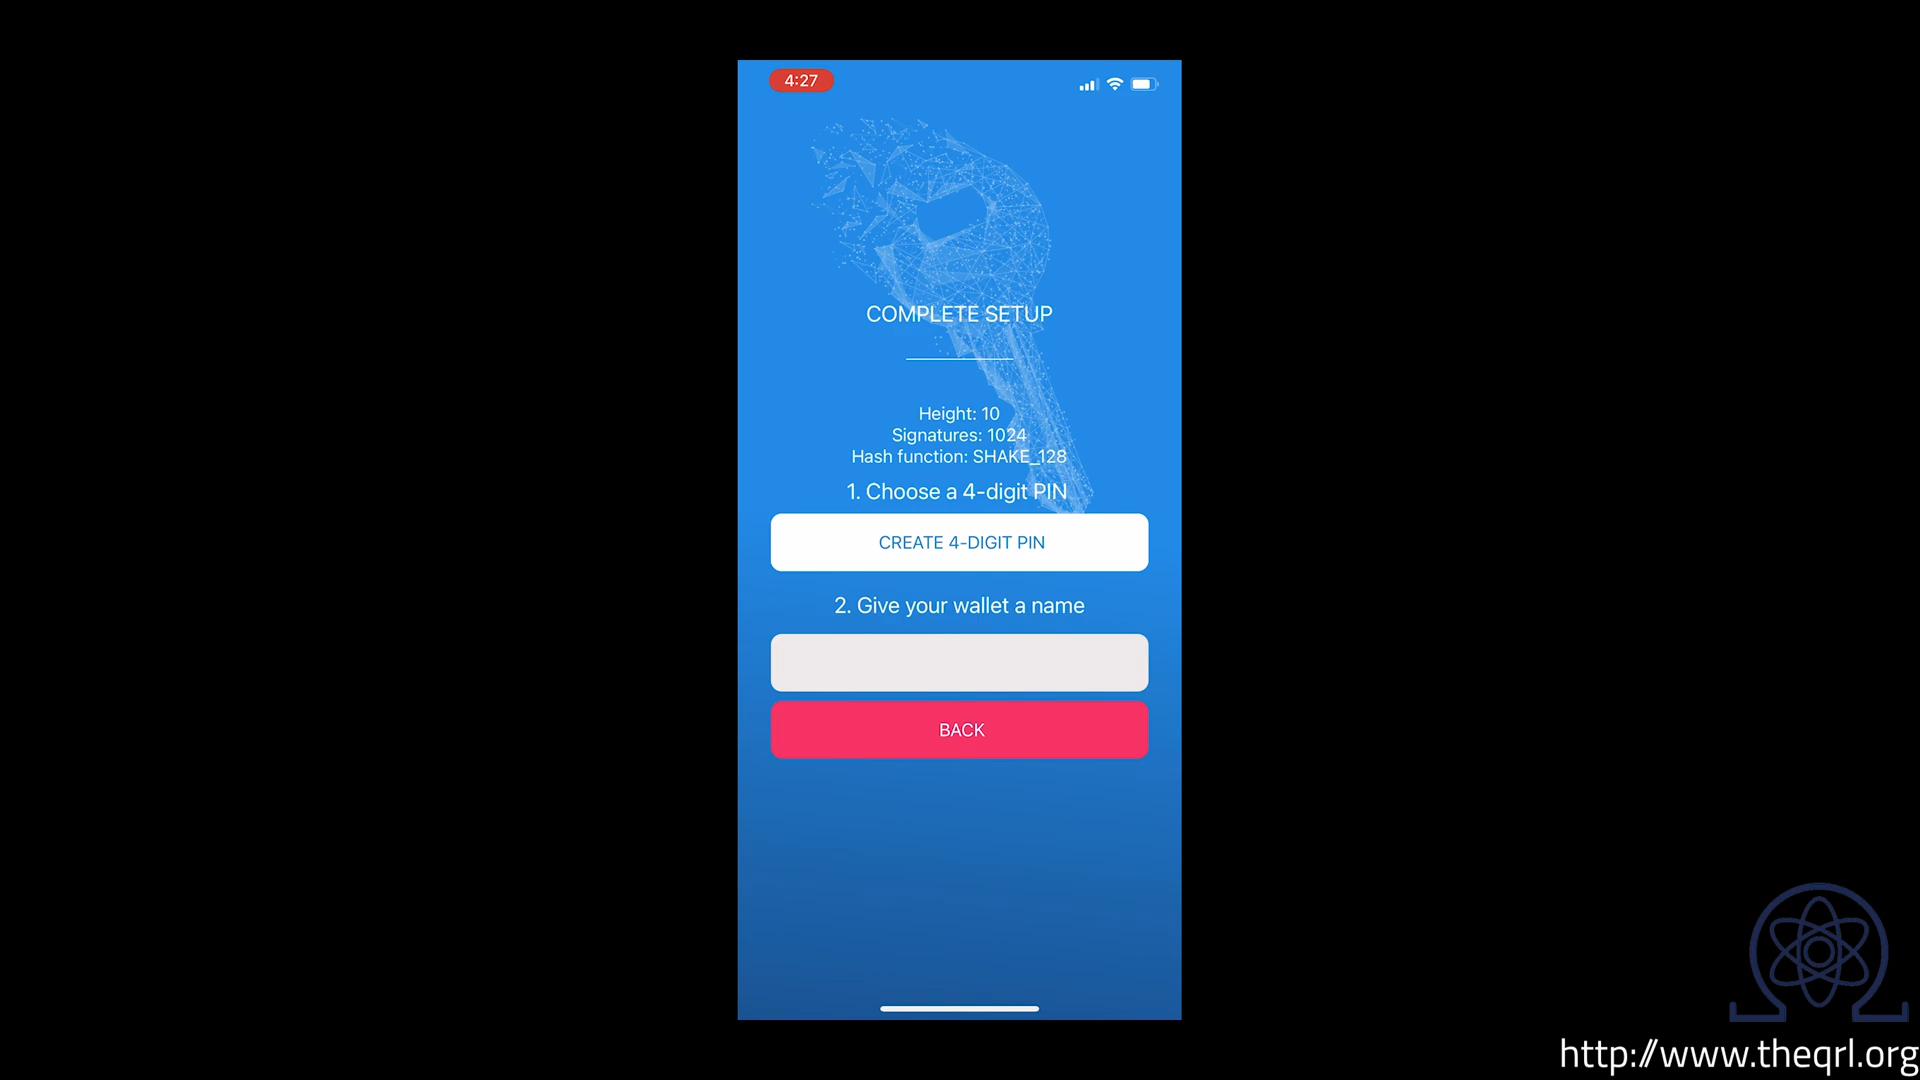 4:27
COMPLETE SETUP
Height: 10
Signatures: 1024
Hash function: SHAKE_128
1. Choose a 4-digit PIN
CREATE 4-DIGIT PIN
2. Give your wallet a name
BACK
http://www.theqrl.org